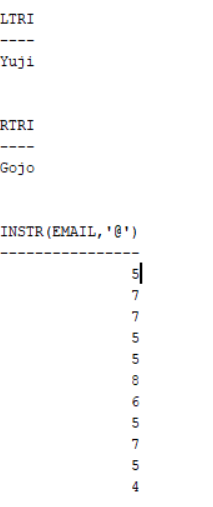 LTRI
----
Yuji
RTRI
----
Gojo
INSTR(EMAIL,'@')
----------------
5
7
7
5
5
8
6
5
7
5
4